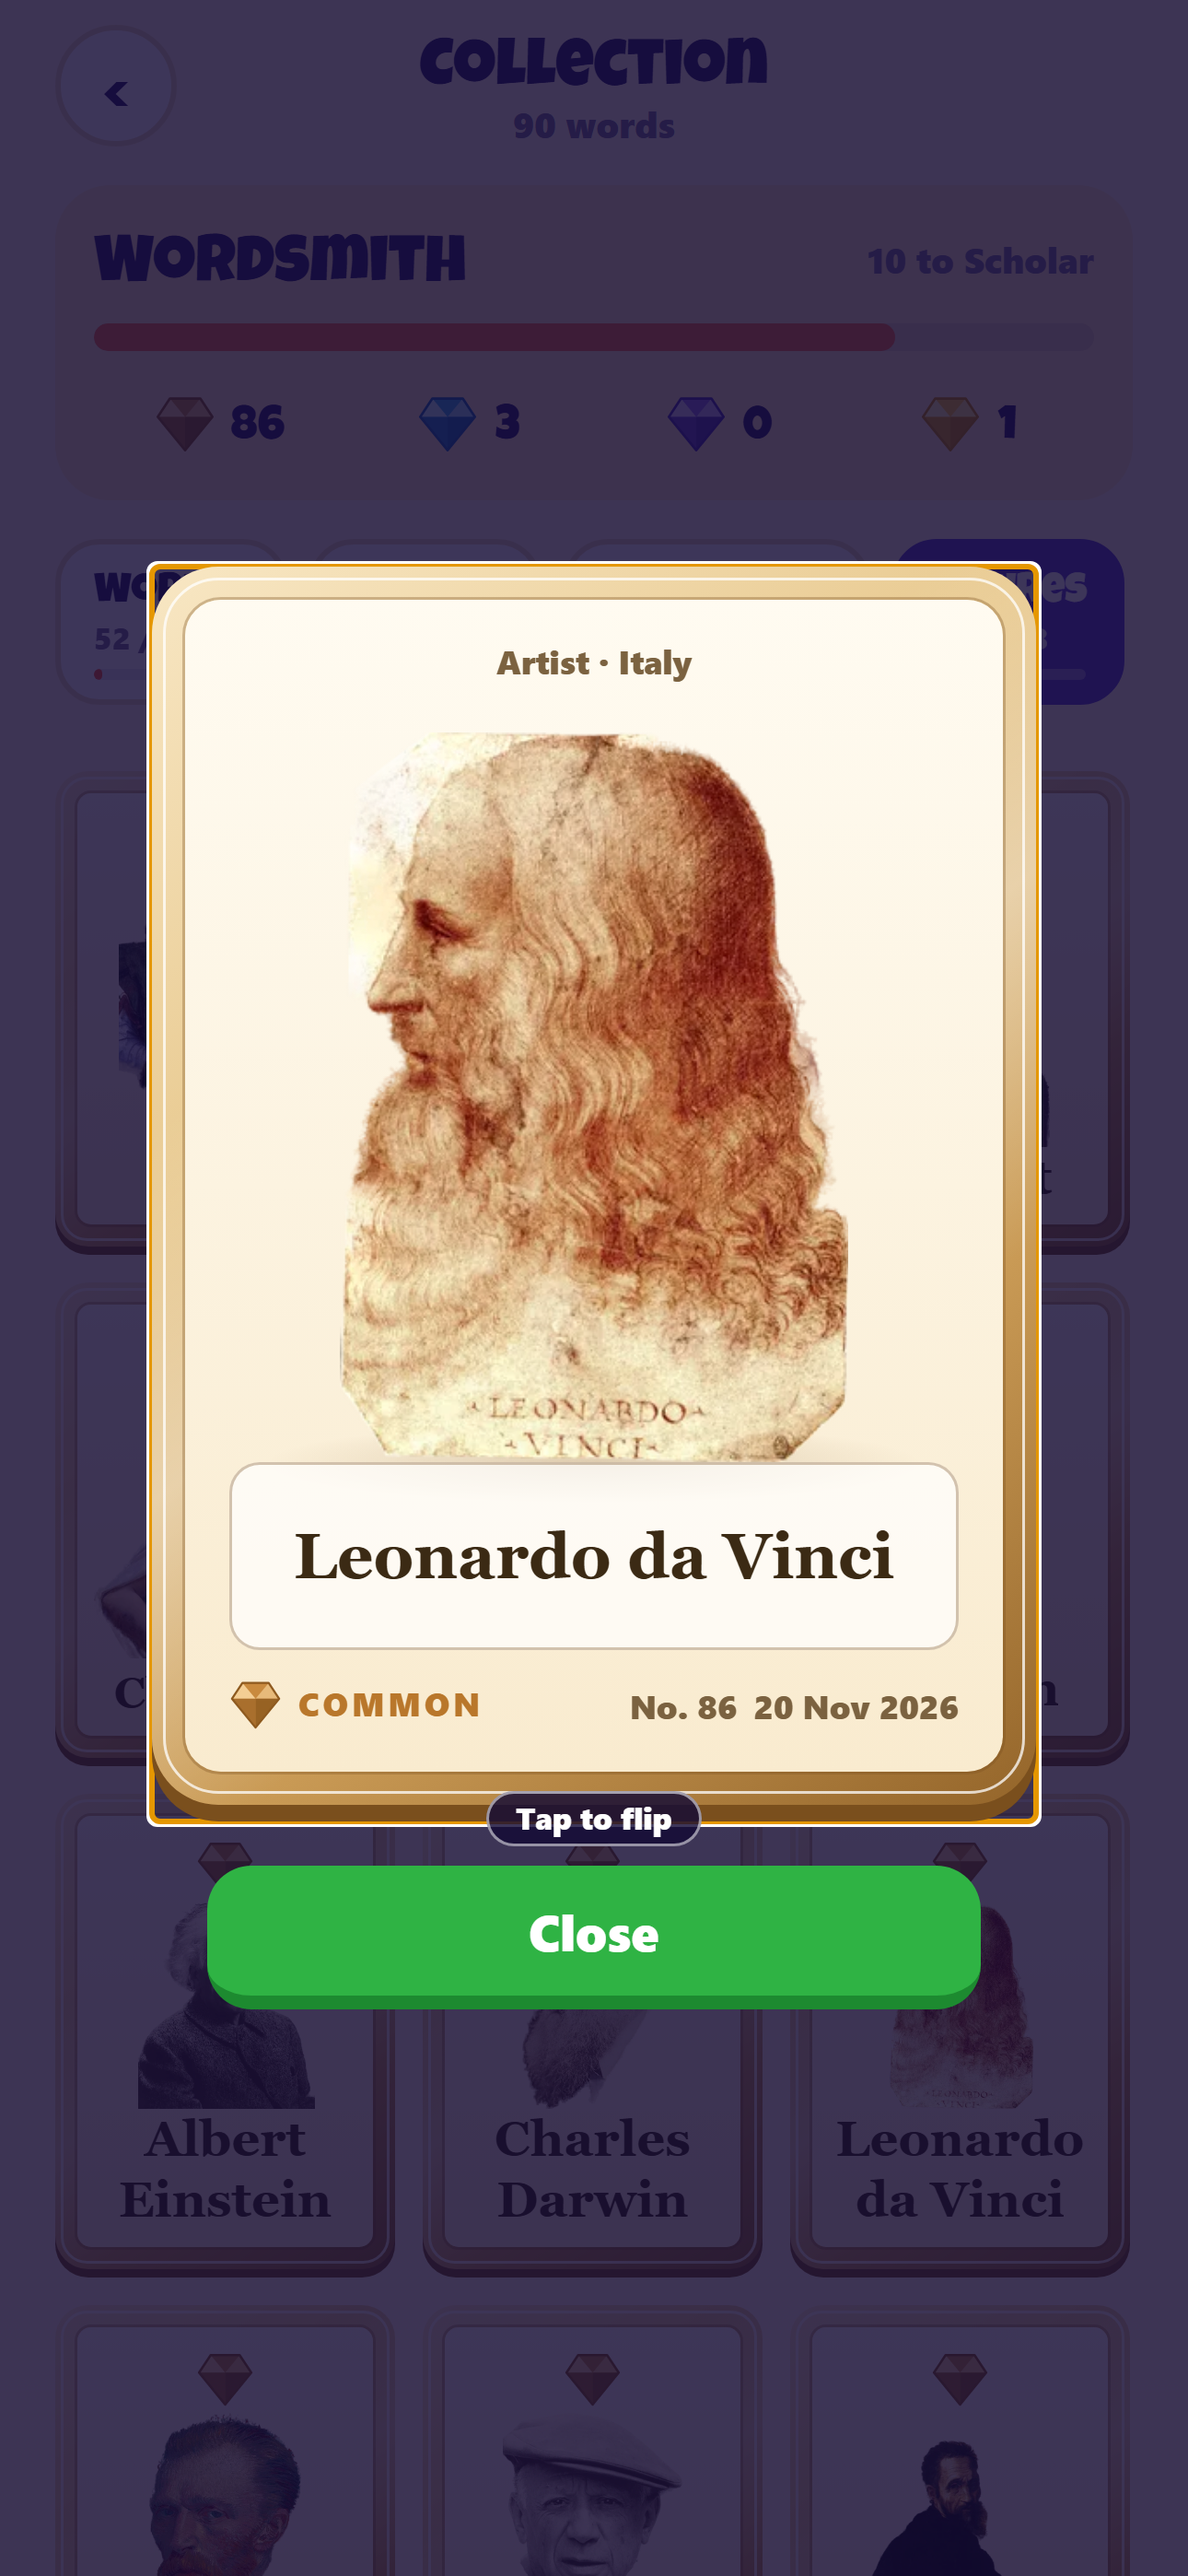 Collection
90 words
Wordsmith
10 to Scholar
86
3
0
1
52
Artist · Italy
LEONARDO
VINCI
Leonardo da Vinci
COMMON
No. 86 20 Nov 2026
Tap to flip
Close
Albert
Einstein
Charles
Darwin
Leonardo
da Vinci